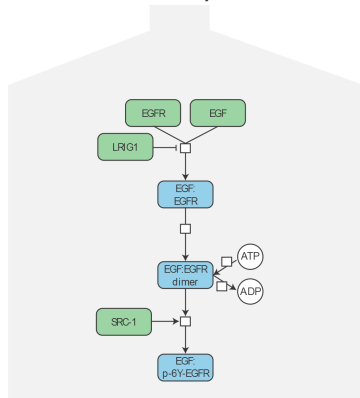 EGFR
EGF
LRIG1
EGF:
EGFR
EGF:EGFR
dimer
ATP
ADP
SRC-1
EGF:
p-6Y-EGFR